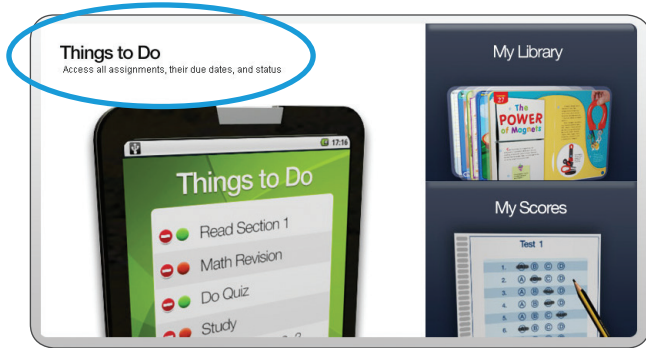 Things to Do
Access all assignments, their due dates, and status
17:16
Things to Do
Read Section 1
Math Revision
Do Quiz
Study
My Library
The
POWER
of Magnets
My Scores
Test 1
1. B C D
2. A C D
3. A B D
4. A B D
5. A B C
6. B C D